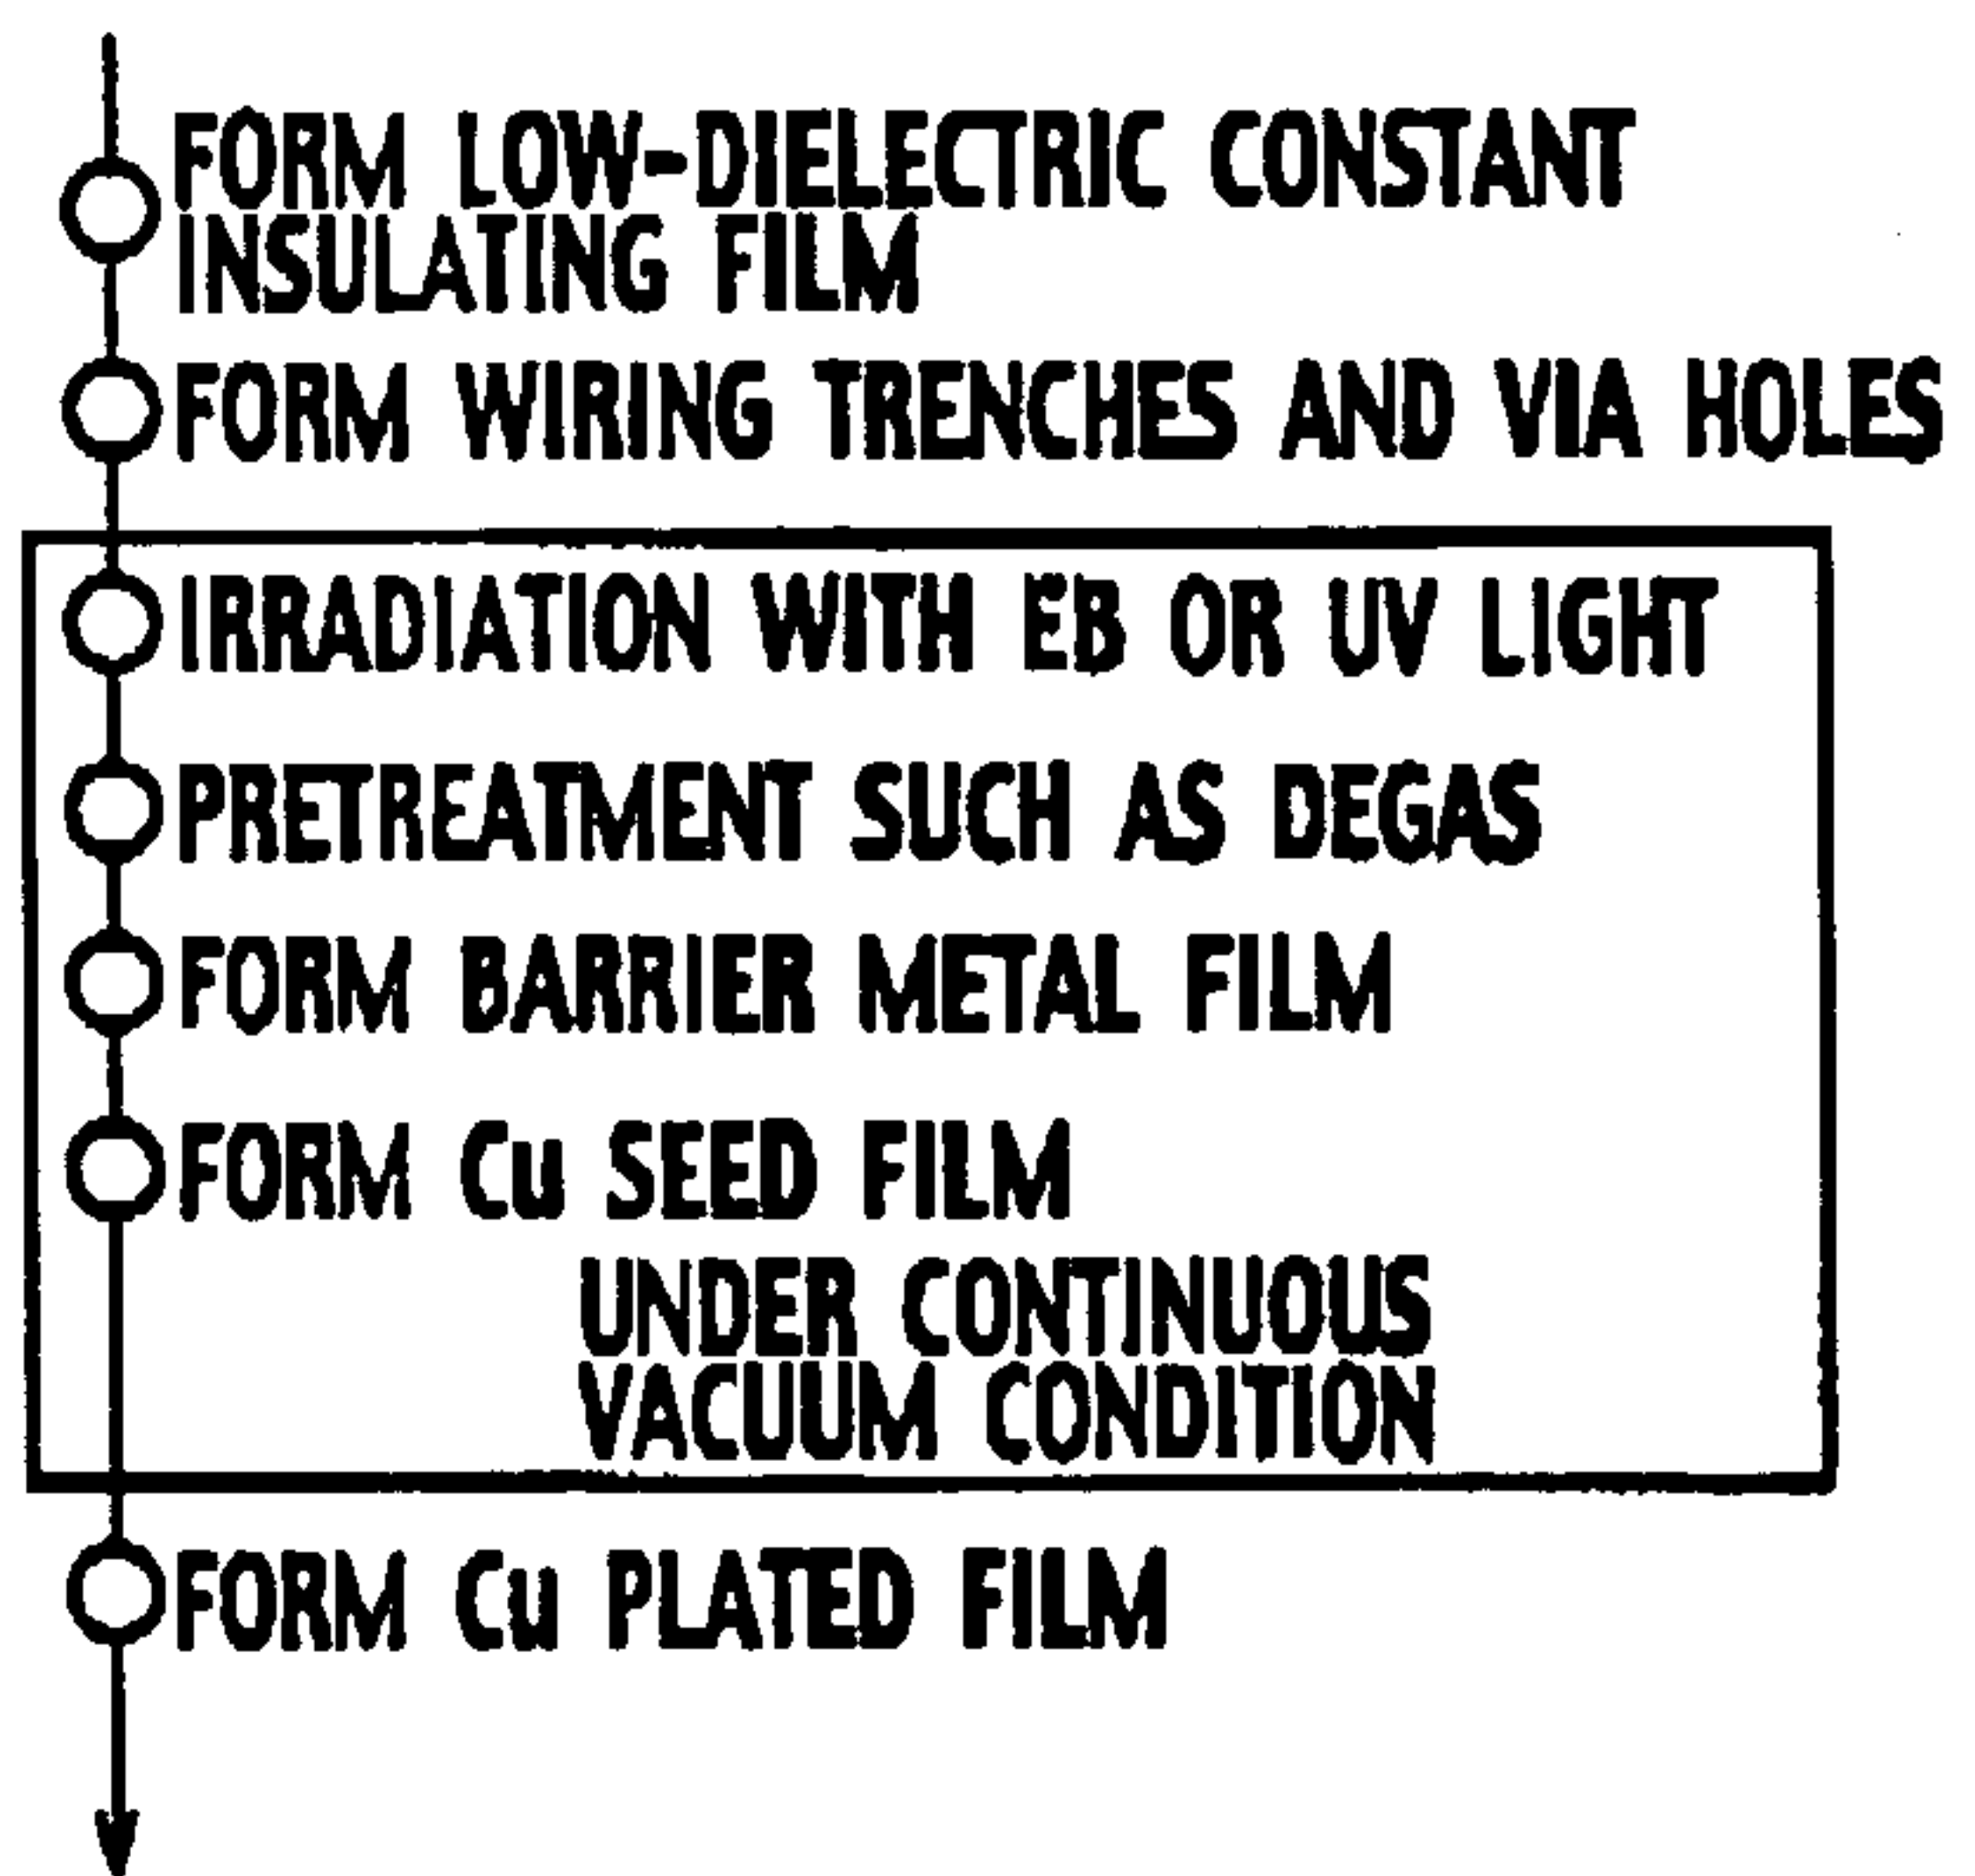 FORM LOW-DIELECTRIC CONSTANT
INSULATING FILM
FORM WIRING TRENCHES AND VIA HOLES
IRRADIATION WITH EB OR UV LIGHT
PRETREATMENT SUCH AS DEGAS
FORM BARRIER METAL FILM
FORM Cu SEED FILM
UNDER CONTINUOUS
VACUUM CONDITION
FORM Cu PLATED FILM